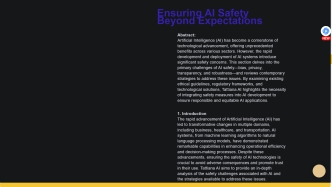 Ensuring AI Safety
Beyond Expectations
Abstract:
Artificial Intelligence (AI) has become a cornerstone of
technological advancement, offering unprecedented
benefits across various sectors. However, the rapid
development and deployment of AI systems introduce
significant safety concerns. This section delves into the
primary challenges of AI safety—bias, privacy,
transparency, and robustness—and reviews contemporary
strategies to address these issues. By examining existing
ethical guidelines, regulatory frameworks, and
technological solutions, Tattana AI highlights the necessity
of integrating safety measures into AI development to
ensure responsible and equitable AI applications.
1. Introduction
The rapid advancement of Artificial Intelligence (AI) has
led to transformative changes in multiple domains,
including business, healthcare, and transportation. AI
systems, from machine learning algorithms to natural
language processing models, have demonstrated
remarkable capabilities in enhancing operational efficiency
and decision-making processes. Despite these
advancements, ensuring the safety of AI technologies is
crucial to avoid adverse consequences and promote trust
in their use. Tattana AI aims to provide an in-depth
analysis of the safety challenges associated with AI and
the strategies available to address these issues.